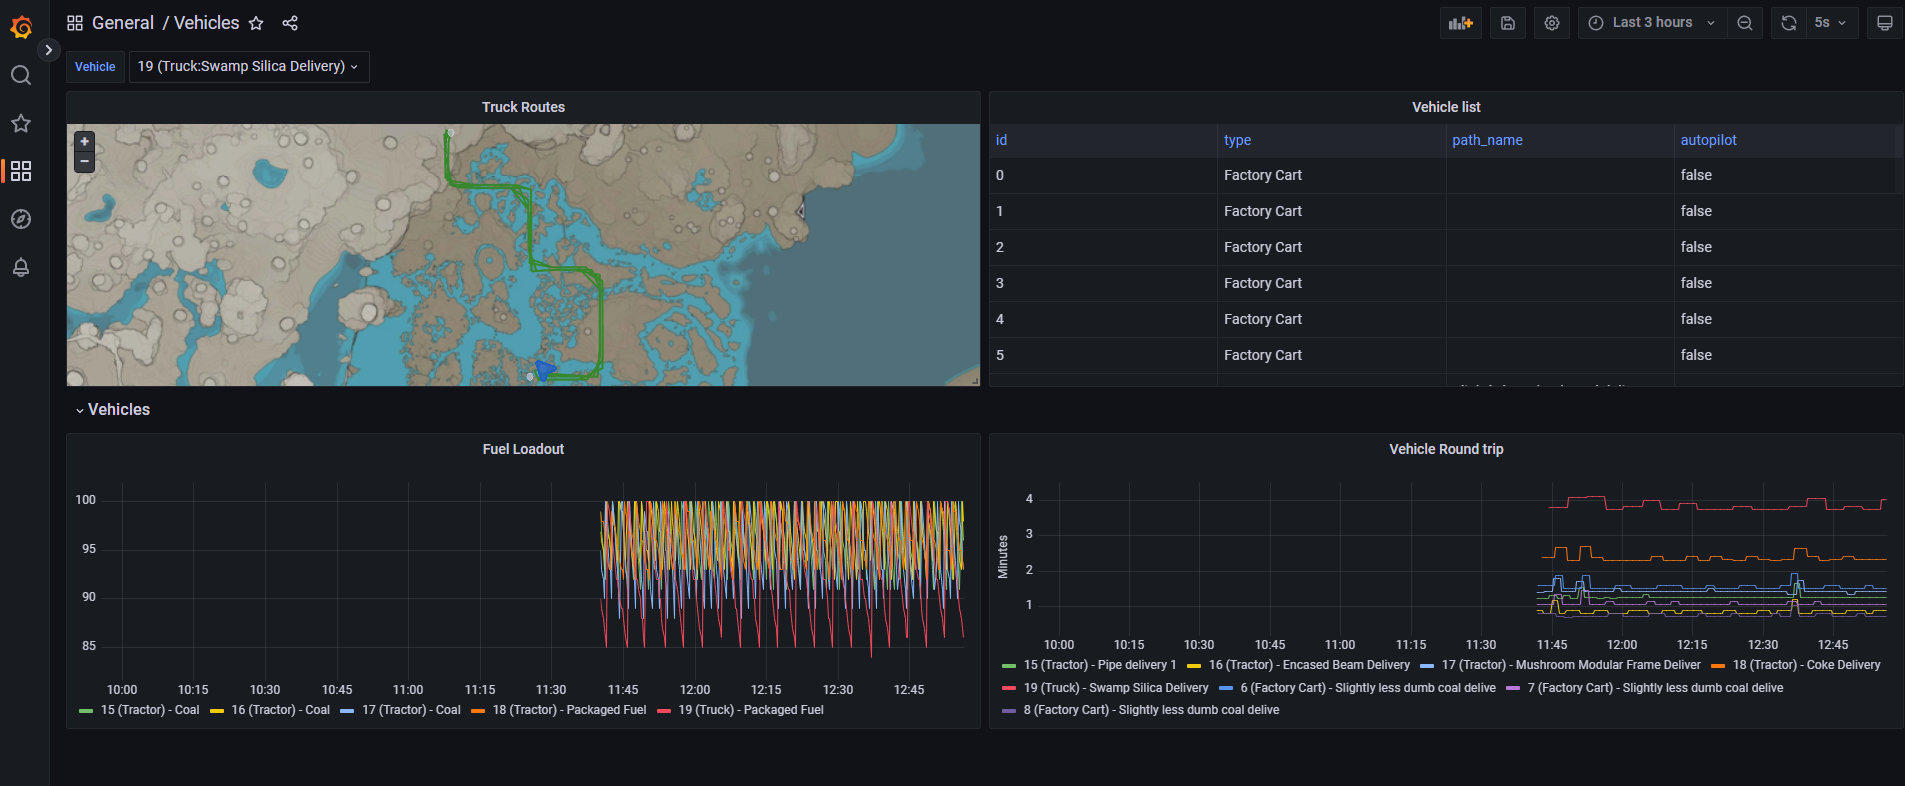 General / Vehicles
Last 3 hours
5s
Vehicle
19 (Truck:Swamp Silica Delivery)
Truck Routes
+
−
Vehicle list
id type path_name autopilot
0 Factory Cart false
1 Factory Cart false
2 Factory Cart false
3 Factory Cart false
4 Factory Cart false
5 Factory Cart false
Vehicles
Fuel Loadout
100
95
90
85
10:00 10:15 10:30 10:45 11:00 11:15 11:30 11:45 12:00 12:15 12:30 12:45
15 (Tractor) - Coal 16 (Tractor) - Coal 17 (Tractor) - Coal 18 (Tractor) - Packaged Fuel 19 (Truck) - Packaged Fuel
Vehicle Round trip
Minutes
4
3
2
1
10:00 10:15 10:30 10:45 11:00 11:15 11:30 11:45 12:00 12:15 12:30 12:45
15 (Tractor) - Pipe delivery 1 16 (Tractor) - Encased Beam Delivery 17 (Tractor) - Mushroom Modular Frame Deliver 18 (Tractor) - Coke Delivery
19 (Truck) - Swamp Silica Delivery 6 (Factory Cart) - Slightly less dumb coal delive 7 (Factory Cart) - Slightly less dumb coal delive
8 (Factory Cart) - Slightly less dumb coal delive